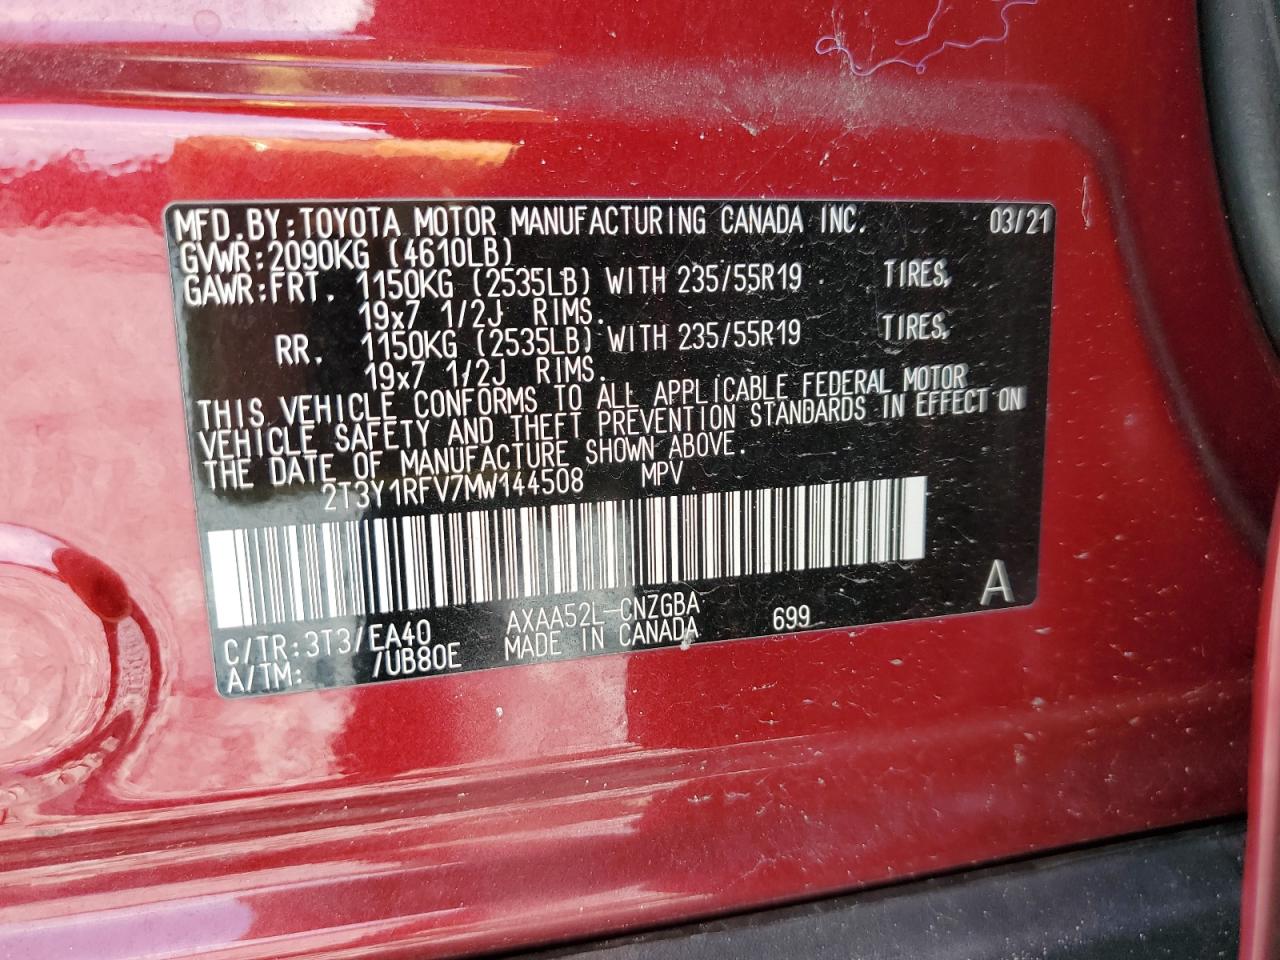 MFD.BY:TOYOTA MOTOR MANUFACTURING CANADA INC. 03/21
GVWR:2090KG (4610LB)
GAWR:FRT. 1150KG (2535LB) WITH 235/55R19 TIRES,
19x7 1/2J RIMS.
RR. 1150KG (2535LB) WITH 235/55R19 TIRES,
19x7 1/2J RIMS.
THIS VEHICLE CONFORMS TO ALL APPLICABLE FEDERAL MOTOR
VEHICLE SAFETY AND THEFT PREVENTION STANDARDS IN EFFECT ON
THE DATE OF MANUFACTURE SHOWN ABOVE.
2T3Y1RFV7MW144508 MPV
C/TR:3T3/EA40 AXAA52L-CNZGBA 699 A
A/TM: /UB80E MADE IN CANADA